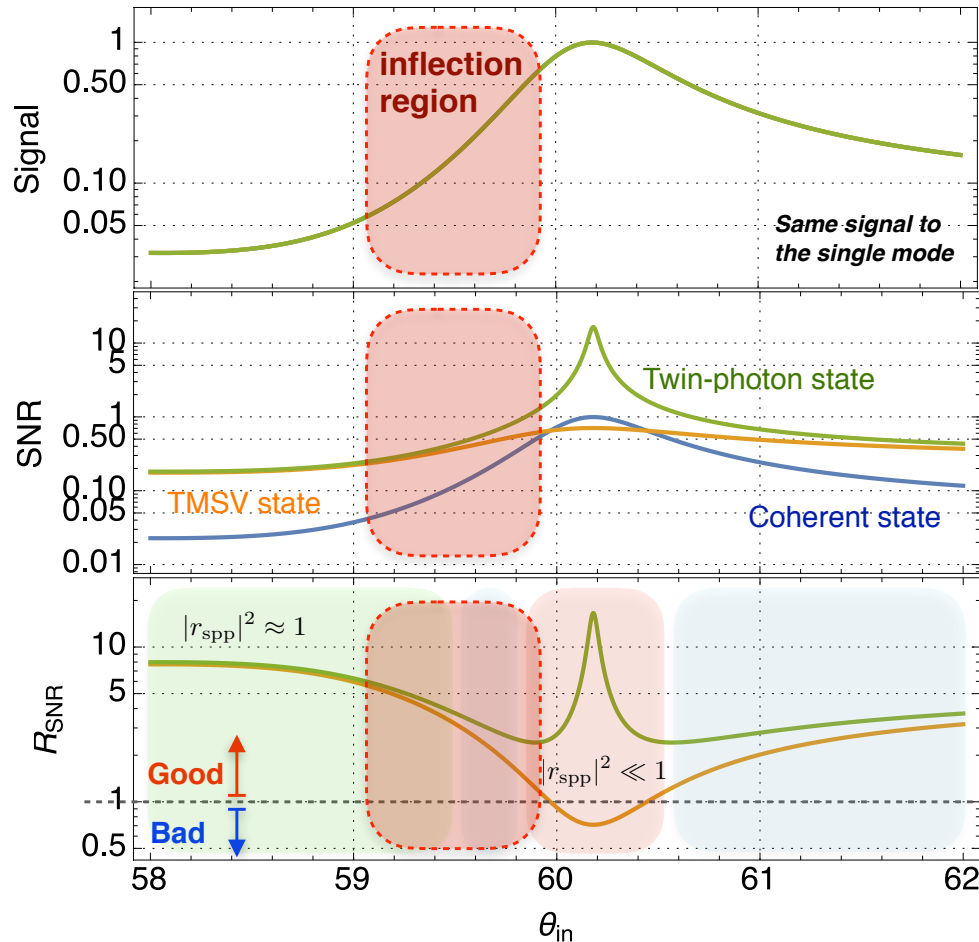 Signal
1
0.50
0.10
0.05
inflection
region
Same signal to
the single mode
SNR
10
5
1
0.50
0.10
0.05
0.01
Twin-photon state
TMSV state
Coherent state
R_SNR
10
5
1
0.5
|r_spp|² ≈ 1
|r_spp|² ≪ 1
Good
Bad
58 59 60 61 62
θ_in